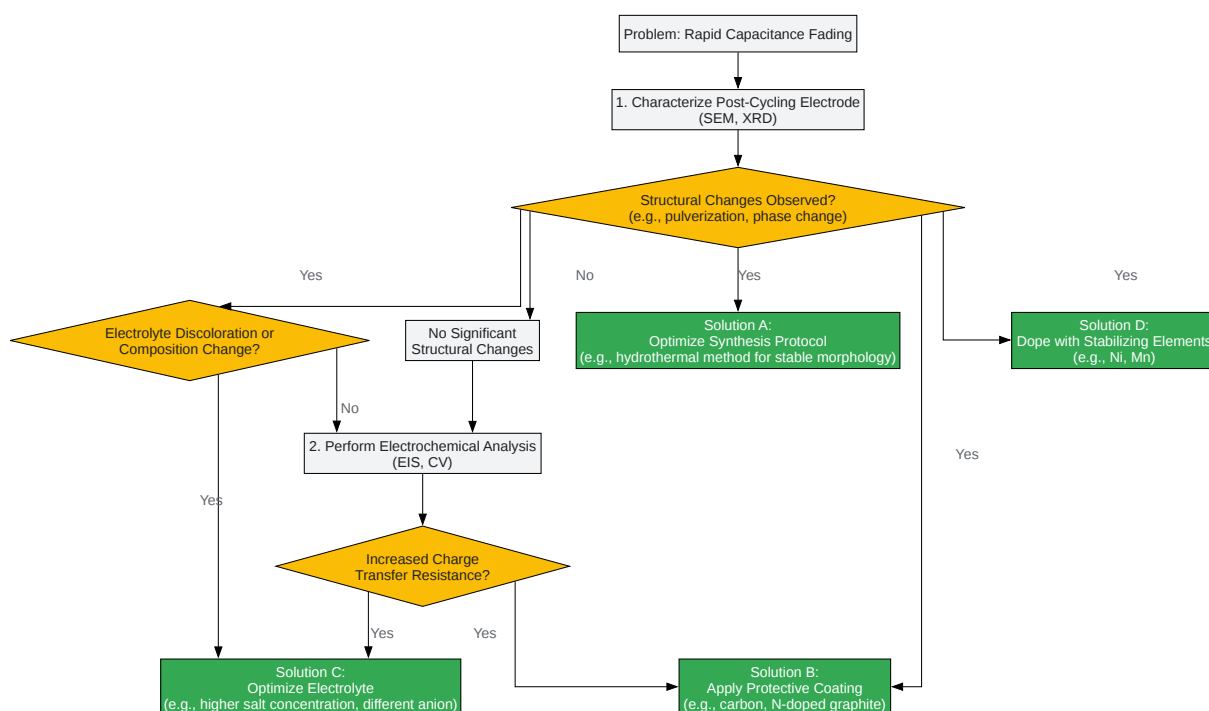 Problem: Rapid Capacitance Fading
1. Characterize Post-Cycling Electrode
(SEM, XRD)
Structural Changes Observed?
(e.g., pulverization, phase change)
Yes
No
Yes
Yes
Electrolyte Discoloration or
Composition Change?
No Significant
Structural Changes
Solution A:
Optimize Synthesis Protocol
(e.g., hydrothermal method for stable morphology)
Solution D:
Dope with Stabilizing Elements
(e.g., Ni, Mn)
No
2. Perform Electrochemical Analysis
(EIS, CV)
Yes
Yes
Increased Charge
Transfer Resistance?
Yes
Yes
Solution C:
Optimize Electrolyte
(e.g., higher salt concentration, different anion)
Solution B:
Apply Protective Coating
(e.g., carbon, N-doped graphite)